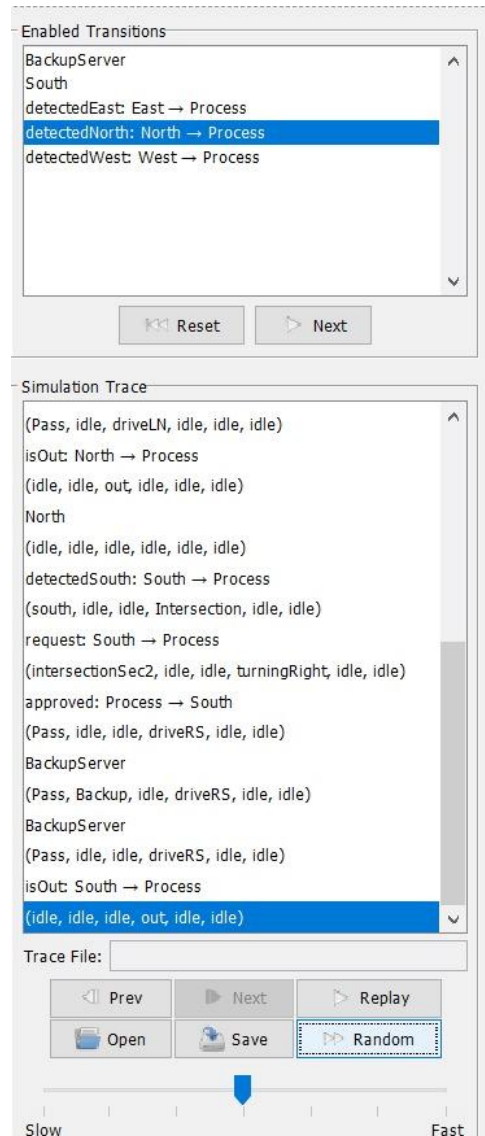 Enabled Transitions
BackupServer
South
detectedEast: East → Process
detectedNorth: North → Process
detectedWest: West → Process
Reset
Next
Simulation Trace
(Pass, idle, driveLN, idle, idle, idle)
isOut: North → Process
(idle, idle, out, idle, idle, idle)
North
(idle, idle, idle, idle, idle, idle)
detectedSouth: South → Process
(south, idle, idle, Intersection, idle, idle)
request: South → Process
(intersectionSec2, idle, idle, turningRight, idle, idle)
approved: Process → South
(Pass, idle, idle, driveRS, idle, idle)
BackupServer
(Pass, Backup, idle, driveRS, idle, idle)
BackupServer
(Pass, idle, idle, driveRS, idle, idle)
isOut: South → Process
(idle, idle, idle, out, idle, idle)
Trace File:
Prev
Next
Replay
Open
Save
Random
Slow
Fast